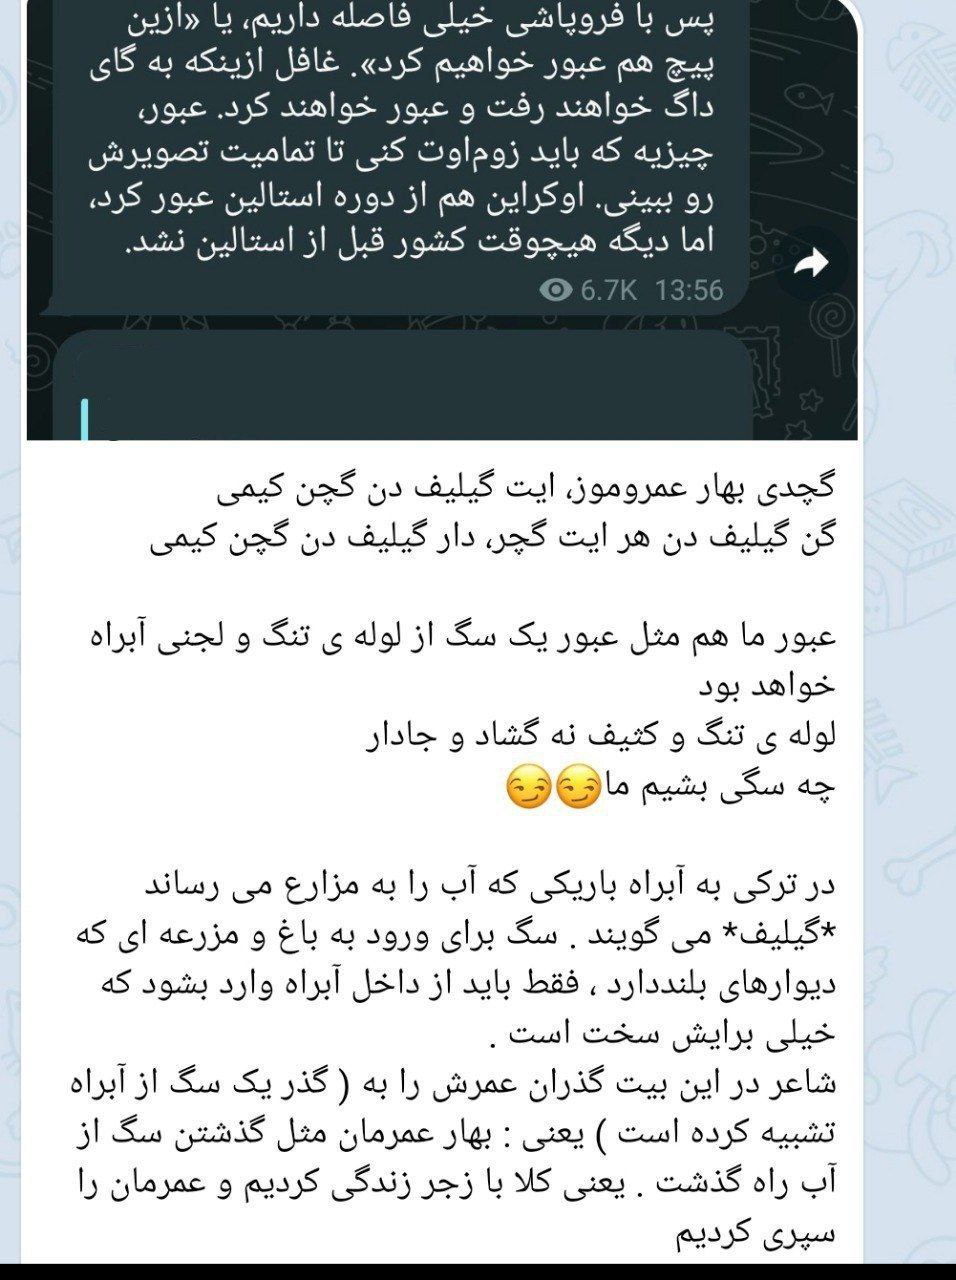 پس با فروپاشی خیلی فاصله داریم، یا «ازین
پیچ هم عبور خواهیم کرد». غافل ازینکه به گای
داگ خواهند رفت و عبور خواهند کرد. عبور،
چیزیه که باید زوم‌اوت کنی تا تمامیت تصویرش
رو ببینی. اوکراین هم از دوره استالین عبور کرد،
اما دیگه هیچوقت کشور قبل از استالین نشد.
6.7K 13:56
گچدی بهار عمروموز، ایت گیلیف دن گچن کیمی
گن گیلیف دن هر ایت گچر، دار گیلیف دن گچن کیمی
عبور ما هم مثل عبور یک سگ از لوله ی تنگ و لجنی آبراه
خواهد بود
لوله ی تنگ و کثیف نه گشاد و جادار
چه سگی بشیم ما😏😏
در ترکی به آبراه باریکی که آب را به مزارع می رساند
*گیلیف* می گویند . سگ برای ورود به باغ و مزرعه ای که
دیوارهای بلنددارد ، فقط باید از داخل آبراه وارد بشود که
خیلی برایش سخت است .
شاعر در این بیت گذران عمرش را به ( گذر یک سگ از آبراه
تشبیه کرده است ) یعنی : بهار عمرمان مثل گذشتن سگ از
آب راه گذشت . یعنی کلا با زجر زندگی کردیم و عمرمان را
سپری کردیم